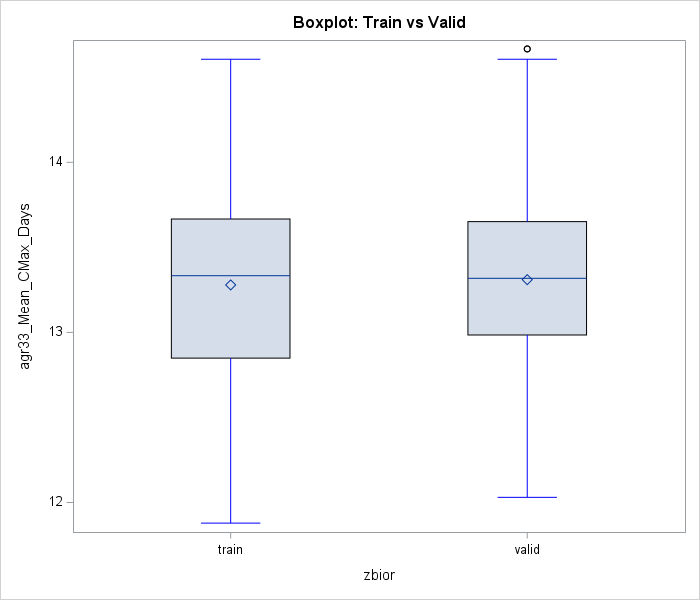 Boxplot: Train vs Valid
agr33_Mean_CMax_Days
14
13
12
train
valid
zbior